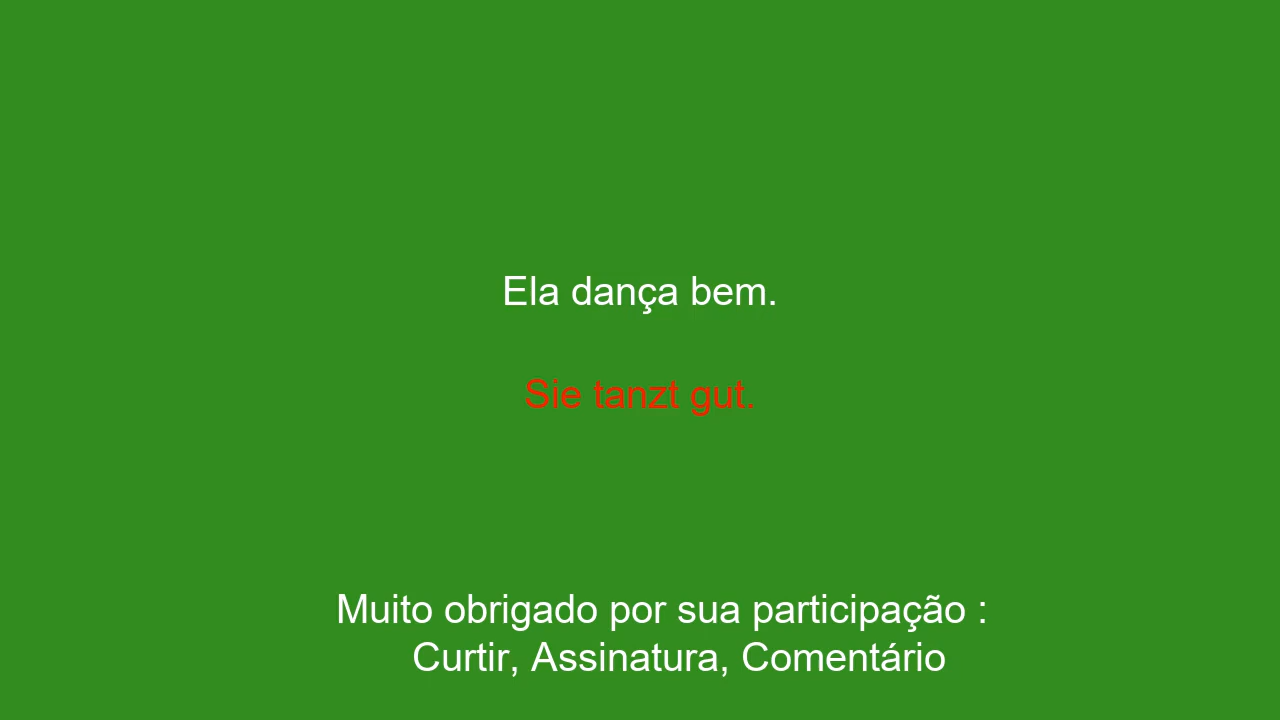 Ela dança bem.
Sie tanzt gut.
Muito obrigado por sua participação :
Curtir, Assinatura, Comentário